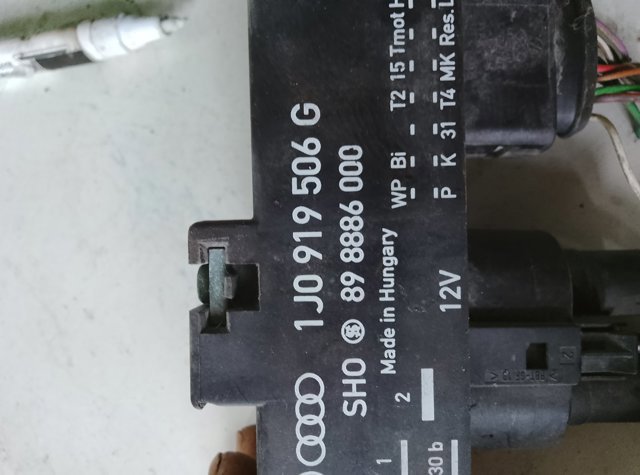 1J0 919 506 G
SHO 89 8886 000
Made in Hungary
WP Bi T2 15 Tmot
P K 31 T4 MK Res.
12V
2
1
30 b